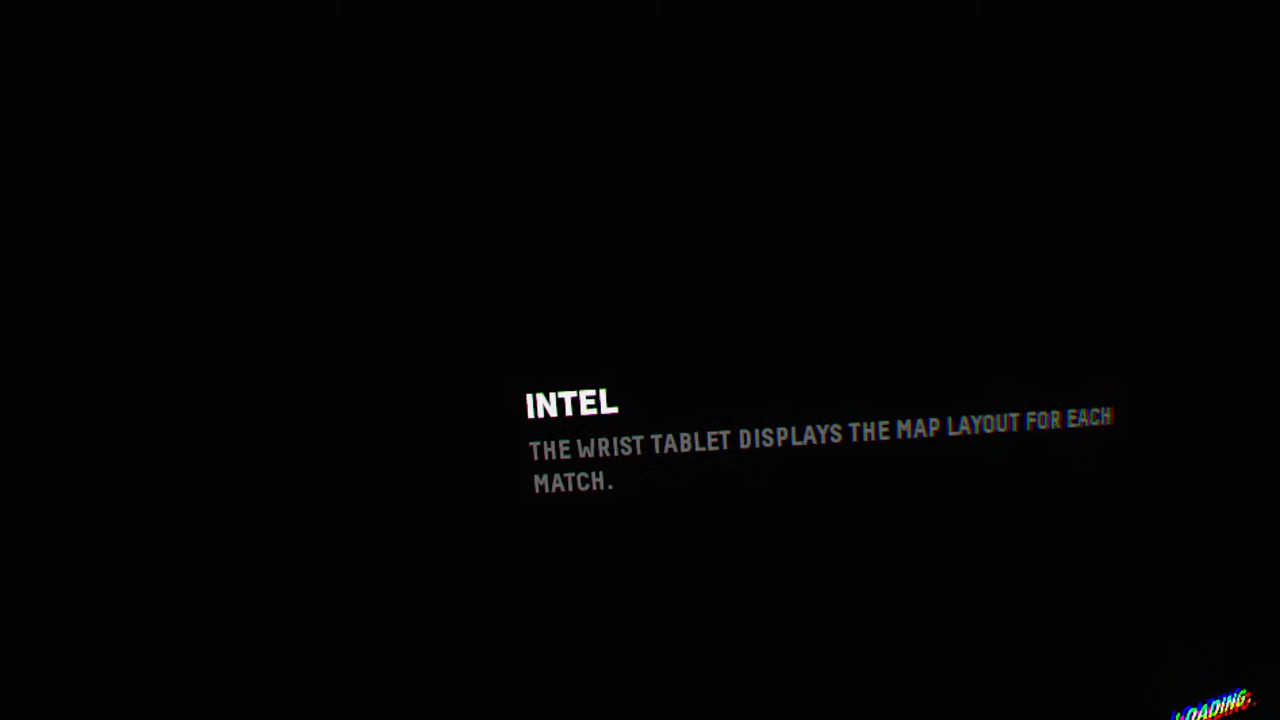 INTEL
THE WRIST TABLET DISPLAYS THE MAP LAYOUT FOR EACH
MATCH.
LOADING.